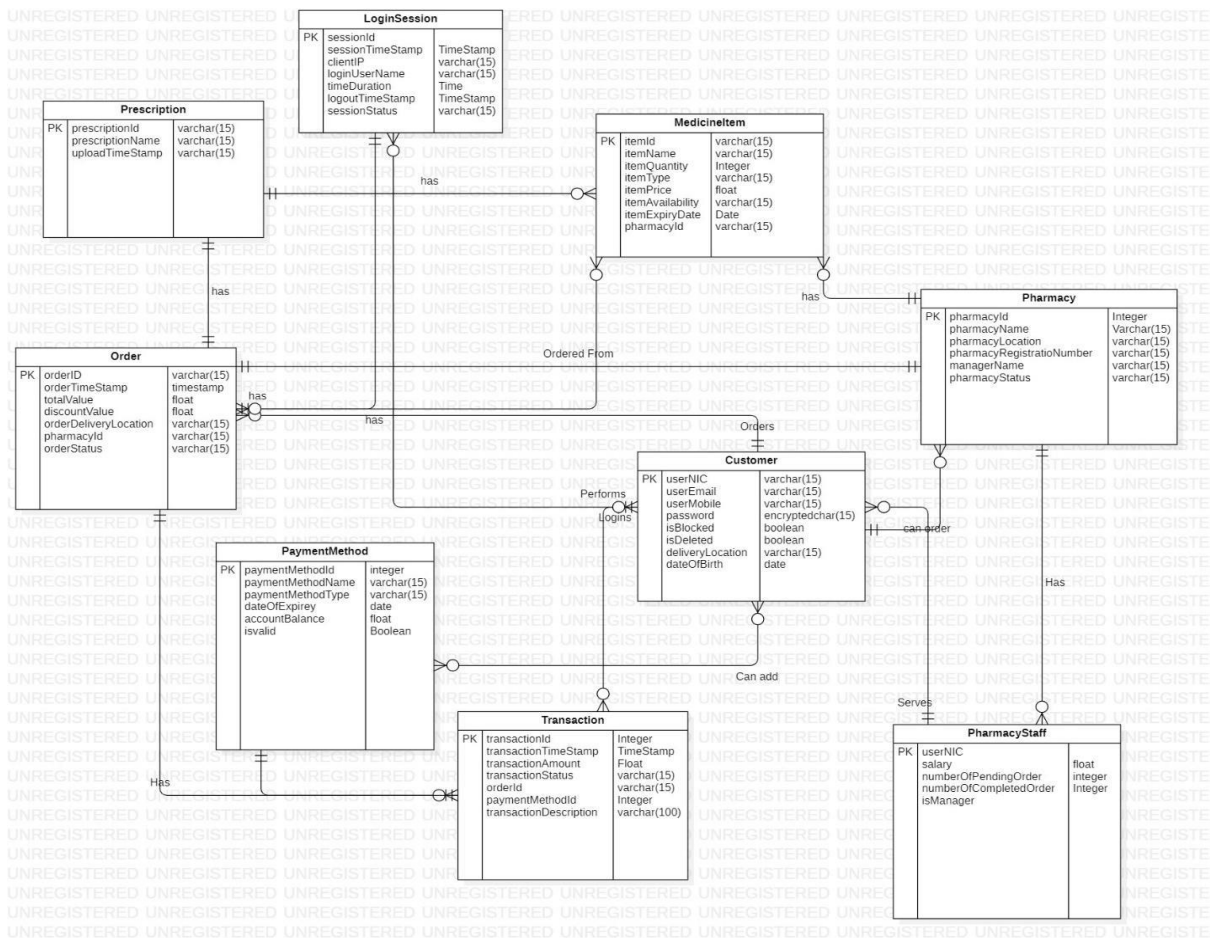 LoginSession
PK sessionId
sessionTimeStamp TimeStamp
clientIP varchar(15)
loginUserName varchar(15)
timeDuration Time
logoutTimeStamp TimeStamp
sessionStatus varchar(15)
Prescription
PK prescriptionId varchar(15)
prescriptionName varchar(15)
uploadTimeStamp varchar(15)
MedicineItem
PK itemId varchar(15)
itemName varchar(15)
itemQuantity Integer
itemType varchar(15)
itemPrice float
itemAvailability varchar(15)
itemExpiryDate Date
pharmacyId varchar(15)
has
has
has
Pharmacy
PK pharmacyId Integer
pharmacyName Varchar(15)
pharmacyLocation varchar(15)
pharmacyRegistratioNumber varchar(15)
managerName varchar(15)
pharmacyStatus varchar(15)
Order
PK orderID varchar(15)
orderTimeStamp timestamp
totalValue float
discountValue float
orderDeliveryLocation varchar(15)
pharmacyId varchar(15)
orderStatus varchar(15)
Ordered From
has
has
Orders
Customer
PK userNIC varchar(15)
userEmail varchar(15)
userMobile varchar(15)
password encryptedchar(15)
isBlocked boolean
isDeleted boolean
deliveryLocation varchar(15)
dateOfBirth date
Performs
Logins
can order
PaymentMethod
PK paymentMethodId integer
paymentMethodName varchar(15)
paymentMethodType varchar(15)
dateOfExpirey date
accountBalance float
isvalid Boolean
Has
Can add
Serves
Transaction
PK transactionId Integer
transactionTimeStamp TimeStamp
transactionAmount Float
transactionStatus varchar(15)
orderId varchar(15)
paymentMethodId Integer
transactionDescription varchar(100)
Has
PharmacyStaff
PK userNIC
salary float
numberOfPendingOrder integer
numberOfCompletedOrder Integer
isManager
UNREGISTERED